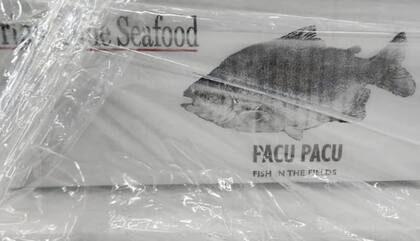 Seafood
PACU PACU
FISH IN THE FIELDS